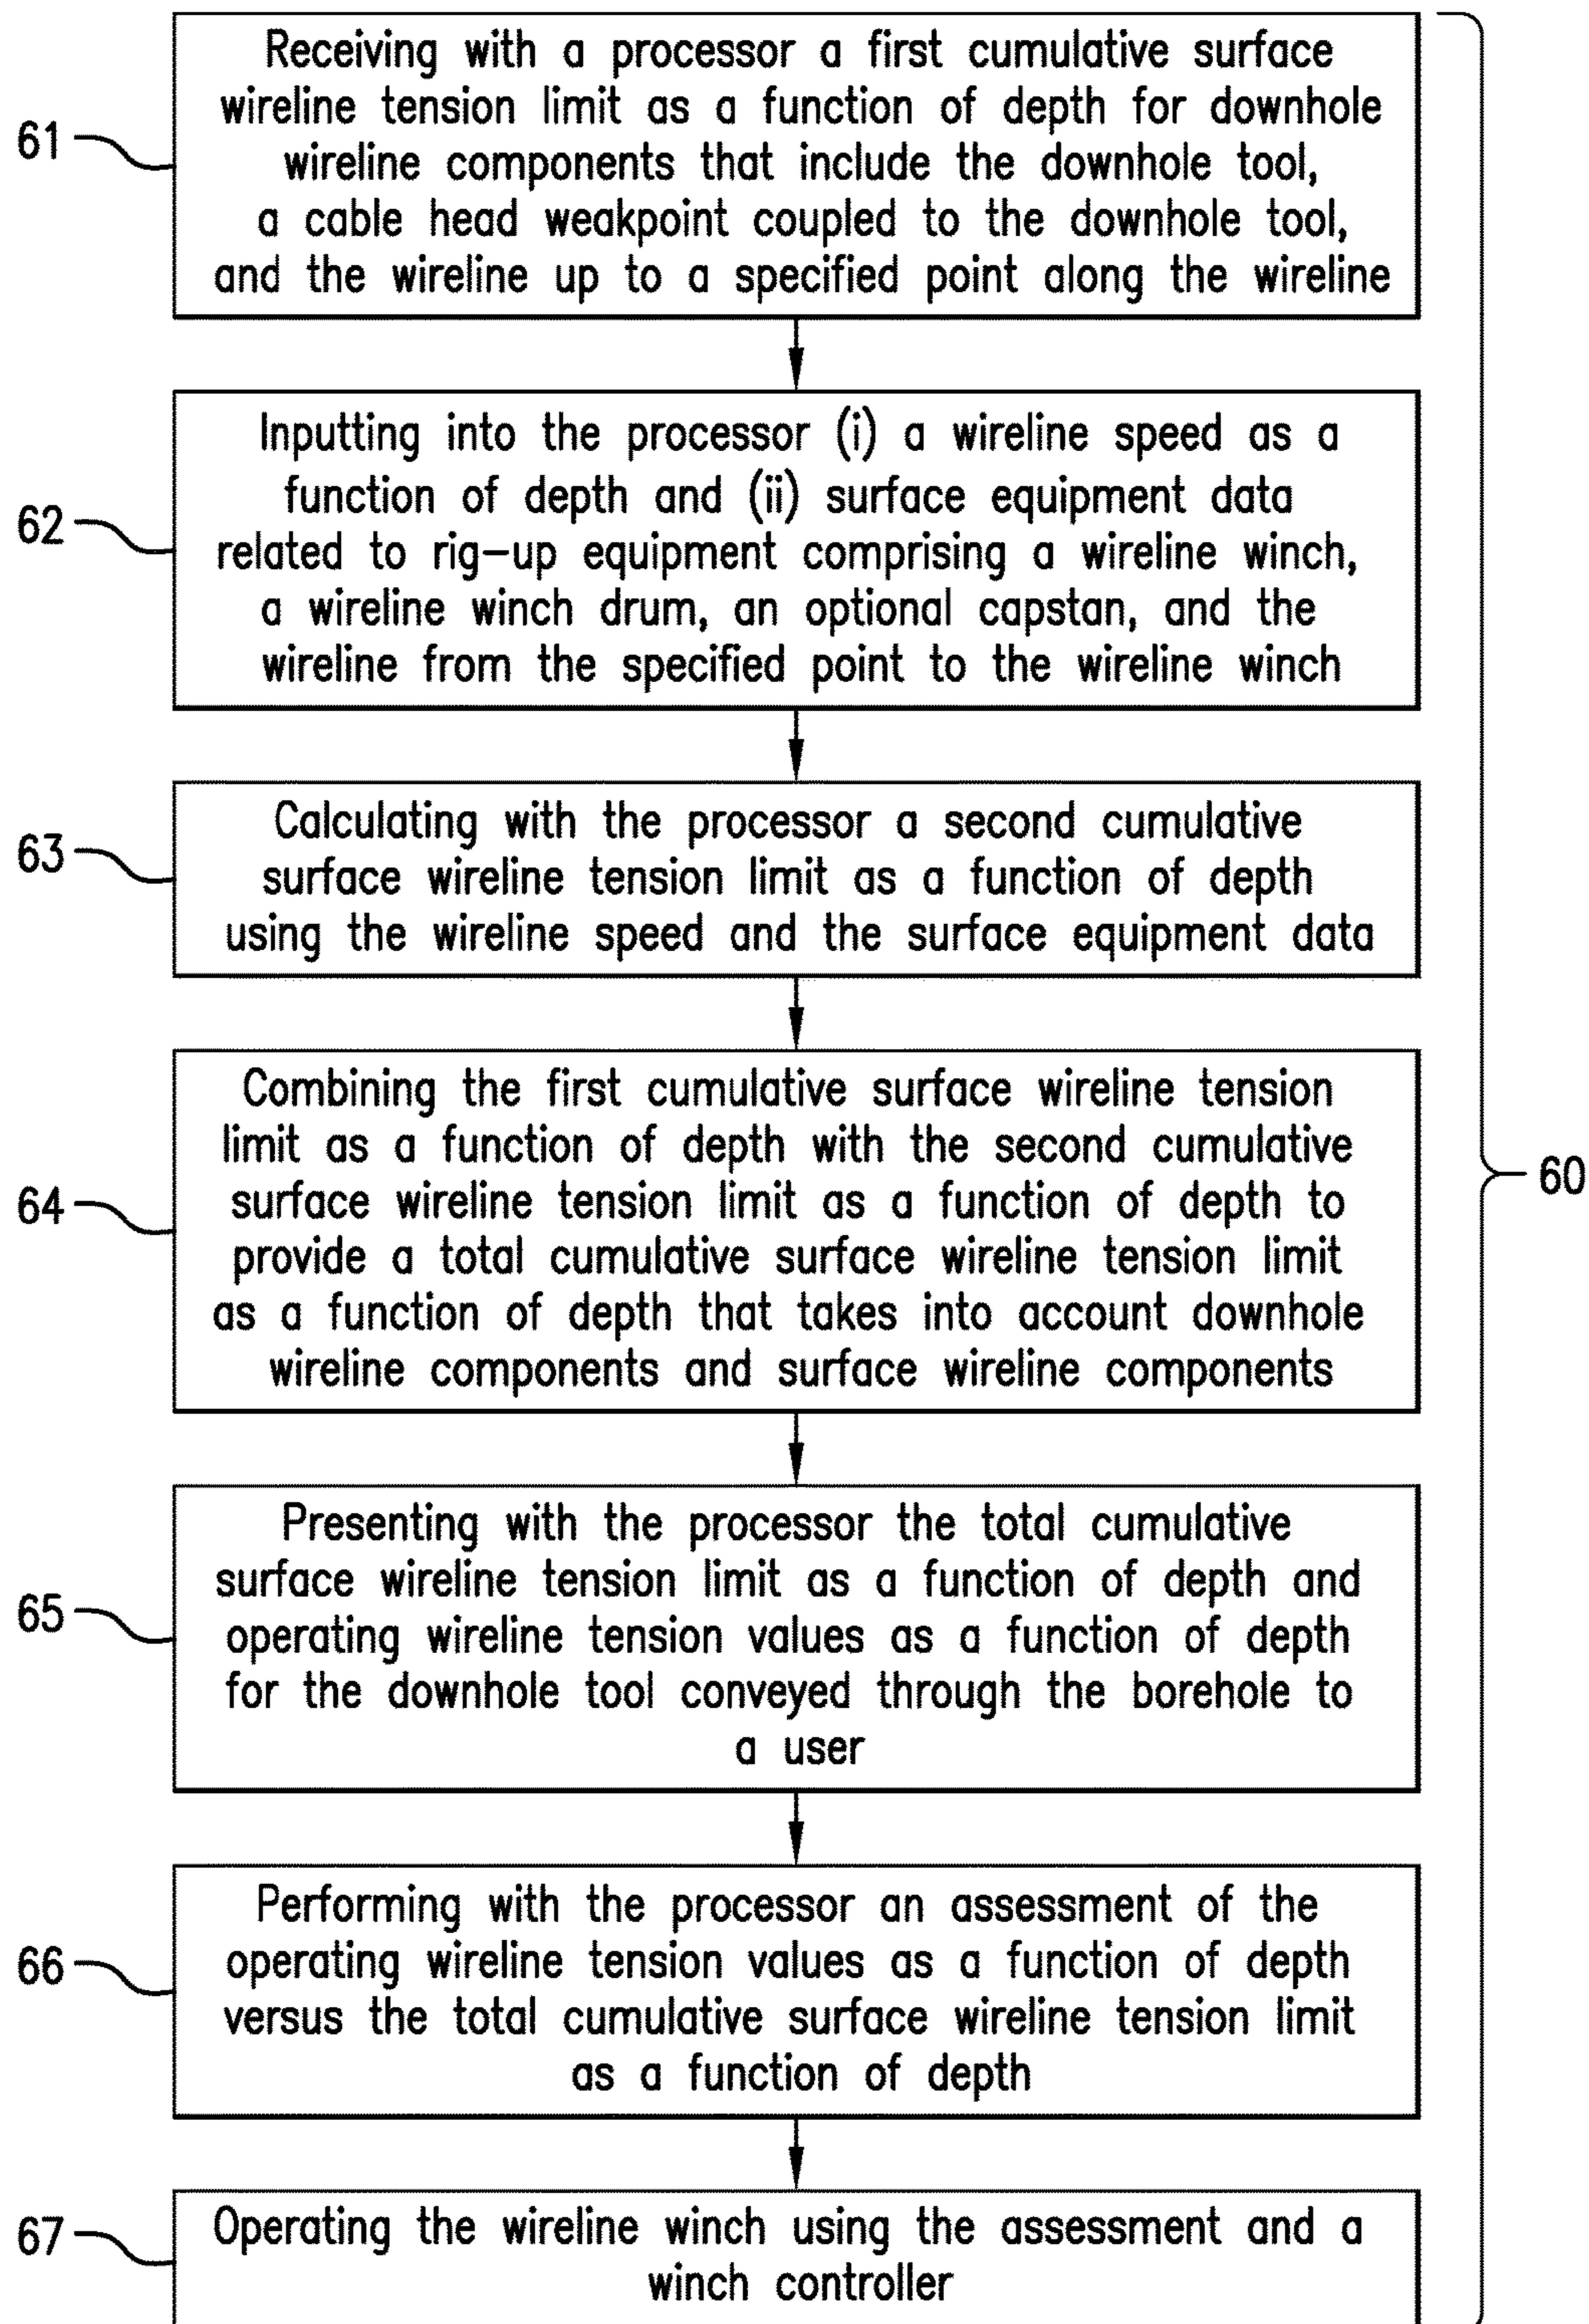 Receiving with a processor a first cumulative surface
wireline tension limit as a function of depth for downhole
wireline components that include the downhole tool,
a cable head weakpoint coupled to the downhole tool,
and the wireline up to a specified point along the wireline
61
Inputting into the processor (i) a wireline speed as a
function of depth and (ii) surface equipment data
related to rig-up equipment comprising a wireline winch,
a wireline winch drum, an optional capstan, and the
wireline from the specified point to the wireline winch
62
Calculating with the processor a second cumulative
surface wireline tension limit as a function of depth
using the wireline speed and the surface equipment data
63
Combining the first cumulative surface wireline tension
limit as a function of depth with the second cumulative
surface wireline tension limit as a function of depth to
provide a total cumulative surface wireline tension limit
as a function of depth that takes into account downhole
wireline components and surface wireline components
64
60
Presenting with the processor the total cumulative
surface wireline tension limit as a function of depth and
operating wireline tension values as a function of depth
for the downhole tool conveyed through the borehole to
a user
65
Performing with the processor an assessment of the
operating wireline tension values as a function of depth
versus the total cumulative surface wireline tension limit
as a function of depth
66
Operating the wireline winch using the assessment and a
winch controller
67